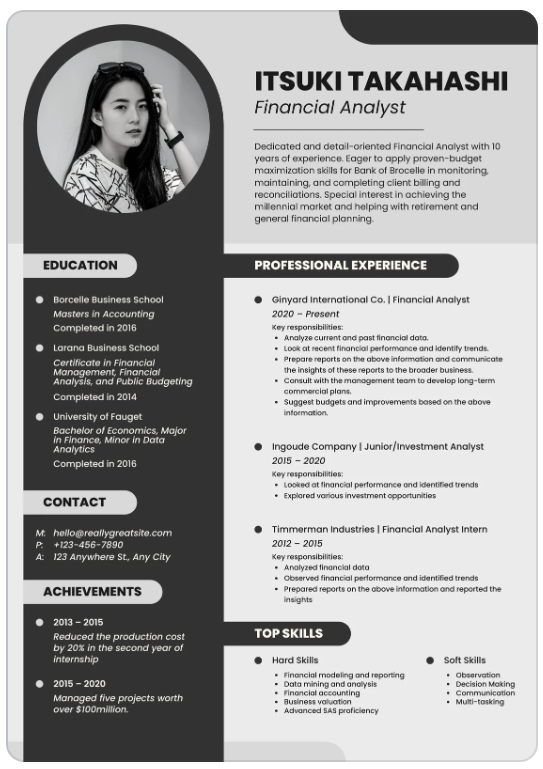 ITSUKI TAKAHASHI
Financial Analyst
Dedicated and detail-oriented Financial Analyst with 10
years of experience. Eager to apply proven-budget
maximization skills for Bank of Brocelle in monitoring,
maintaining, and completing client billing and
reconciliations. Special interest in achieving the
millennial market and helping with retirement and
general financial planning.
EDUCATION
Borcelle Business School
Masters in Accounting
Completed in 2016
Larana Business School
Certificate in Financial
Management, Financial
Analysis, and Public Budgeting
Completed in 2014
University of Fauget
Bachelor of Economics, Major
in Finance, Minor in Data
Analytics
Completed in 2016
CONTACT
M: hello@reallygreatsite.com
P: +123-456-7890
A: 123 Anywhere St., Any City
ACHIEVEMENTS
2013 – 2015
Reduced the production cost
by 20% in the second year of
internship
2015 – 2020
Managed five projects worth
over $100million.
PROFESSIONAL EXPERIENCE
Ginyard International Co. | Financial Analyst
2020 – Present
Key responsibilities:
• Analyze current and past financial data.
• Look at recent financial performance and identify trends.
• Prepare reports on the above information and communicate
the insights of these reports to the broader business.
• Consult with the management team to develop long-term
commercial plans.
• Suggest budgets and improvements based on the above
information.
Ingoude Company | Junior/Investment Analyst
2015 – 2020
Key responsibilities:
• Looked at financial performance and identified trends
• Explored various investment opportunities
Timmerman Industries | Financial Analyst Intern
2012 – 2015
Key responsibilities:
• Analyzed financial data
• Observed financial performance and identified trends
• Prepared reports on the above information and reported the
insights
TOP SKILLS
Hard Skills
• Financial modeling and reporting
• Data mining and analysis
• Financial accounting
• Business valuation
• Advanced SAS proficiency
Soft Skills
• Observation
• Decision Making
• Communication
• Multi-tasking